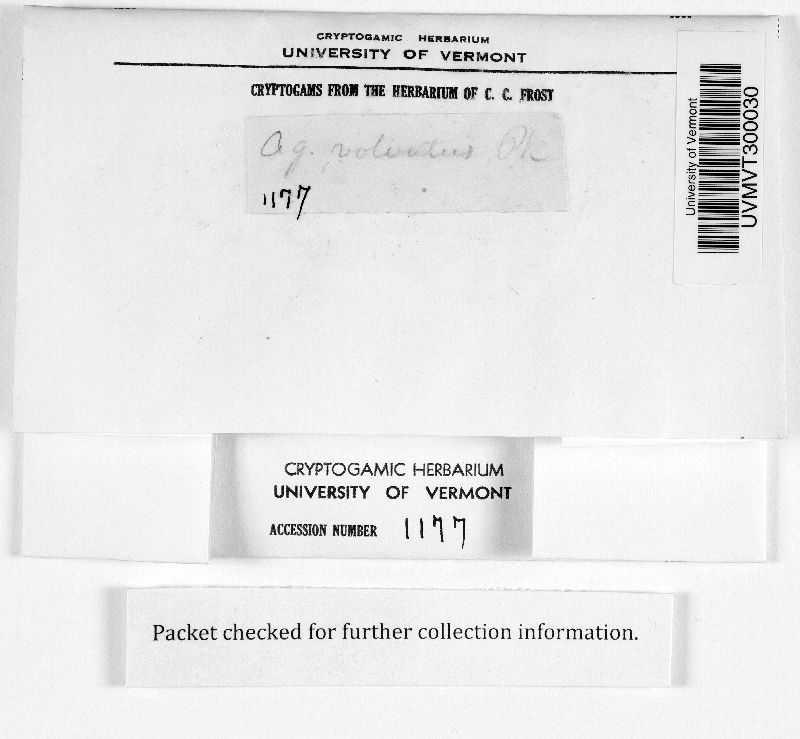 CRYPTOGAMIC HERBARIUM
UNIVERSITY OF VERMONT
CRYPTOGAMS FROM THE HERBARIUM OF C. C. FROST
Ag. volvatus Pk
1177
University of Vermont
UVMVT300030
CRYPTOGAMIC HERBARIUM
UNIVERSITY OF VERMONT
ACCESSION NUMBER 1177
Packet checked for further collection information.